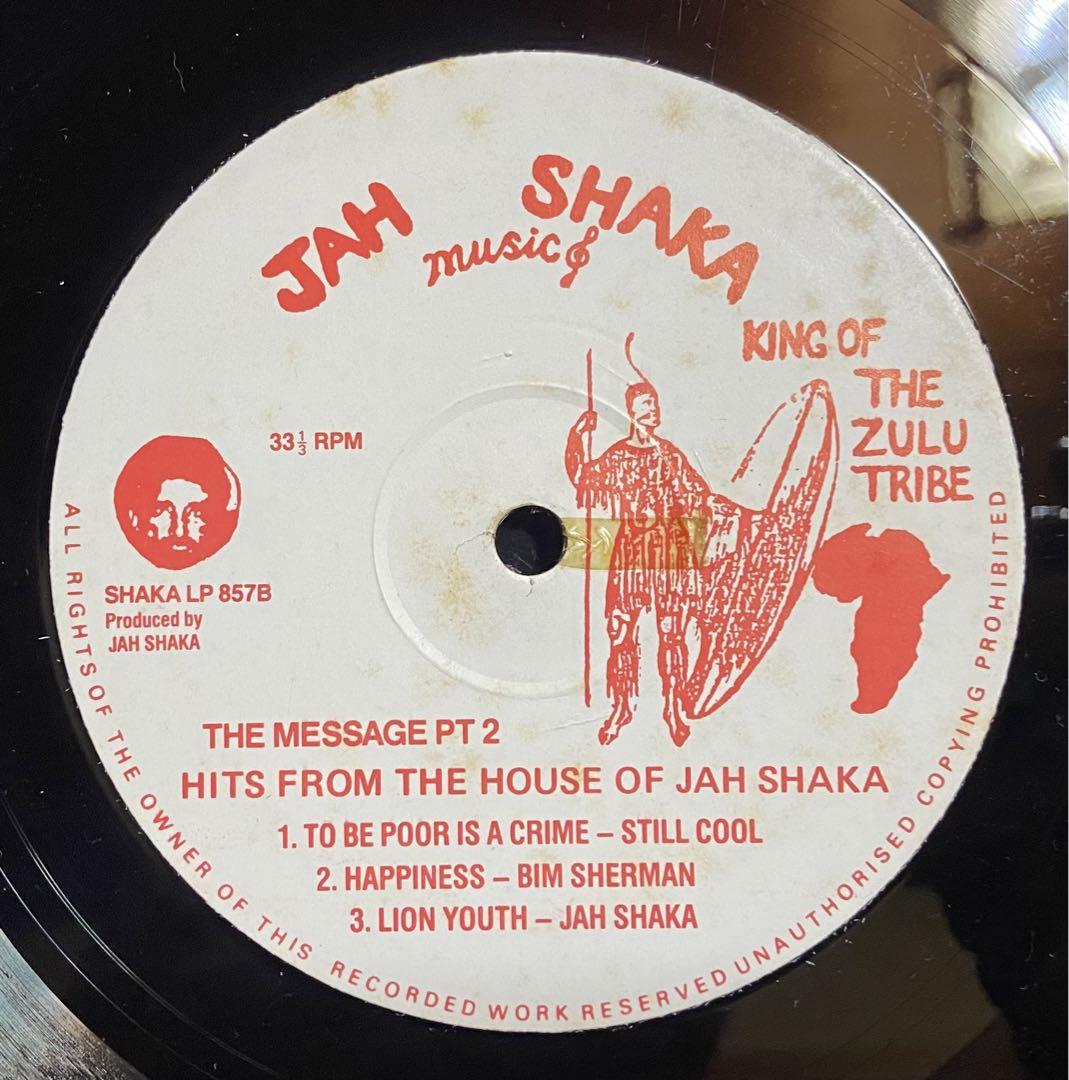 JAH SHAKA
music
KING OF
THE
ZULU
TRIBE
33⅓ RPM
SHAKA LP 857B
Produced by
JAH SHAKA
THE MESSAGE PT 2
HITS FROM THE HOUSE OF JAH SHAKA
1. TO BE POOR IS A CRIME – STILL COOL
2. HAPPINESS – BIM SHERMAN
3. LION YOUTH – JAH SHAKA
ALL RIGHTS OF THE OWNER OF THIS RECORDED WORK RESERVED UNAUTHORISED COPYING PROHIBITED